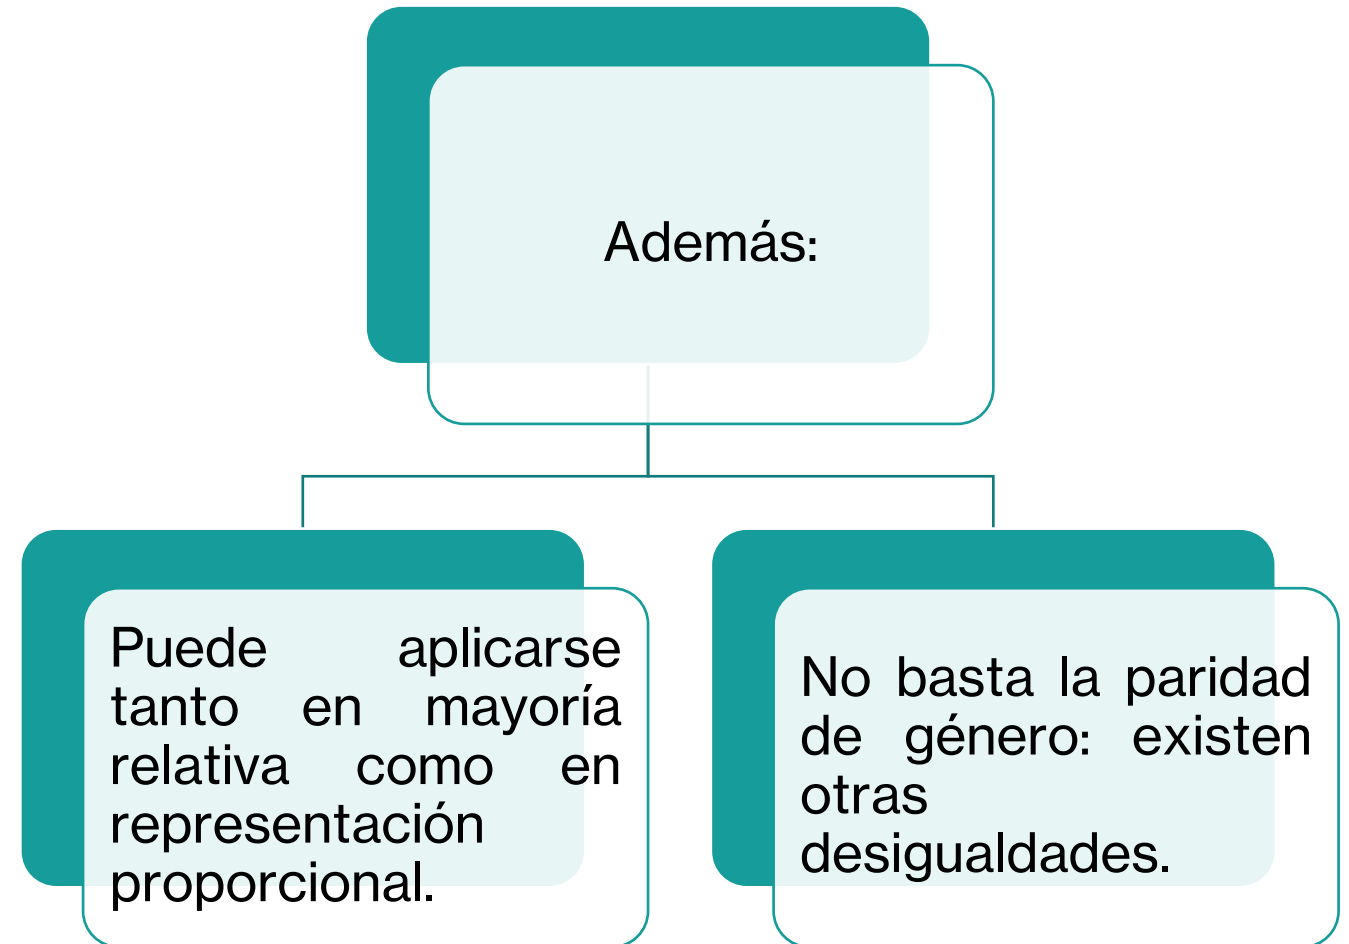 Además:
Puede aplicarse
tanto en mayoría
relativa como en
representación
proporcional.
No basta la paridad
de género: existen
otras
desigualdades.